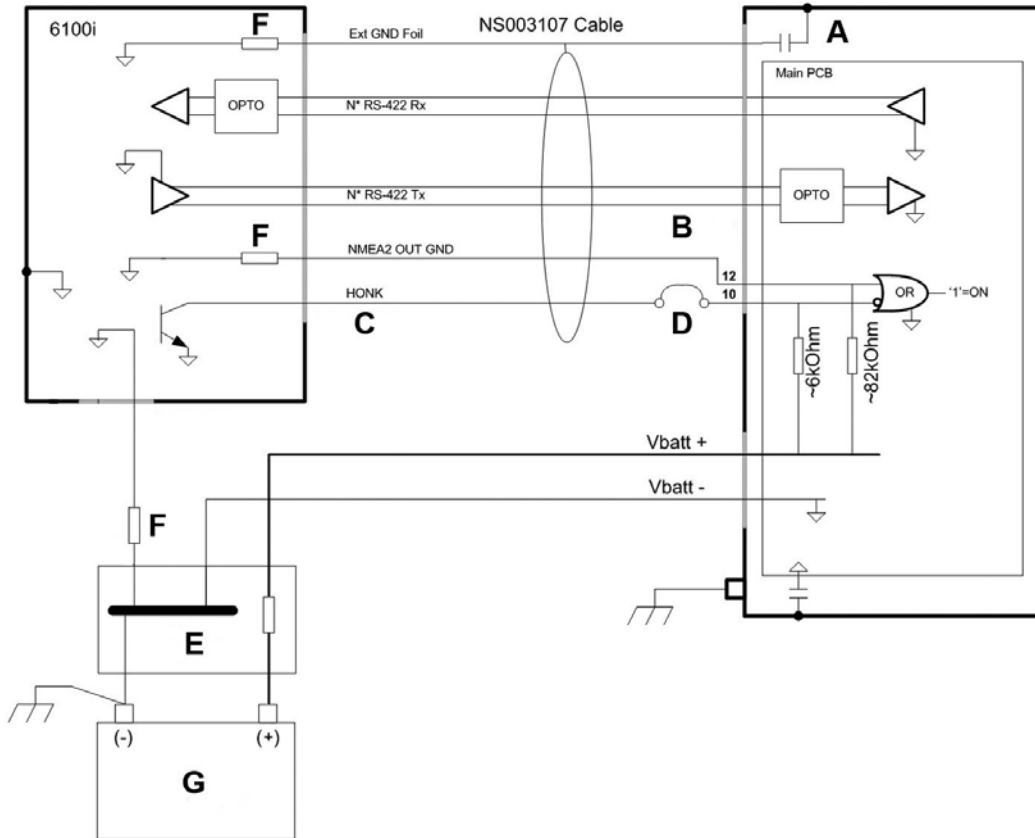 6100i
F
Ext GND Foil
NS003107 Cable
A
Main PCB
OPTO
N* RS-422 Rx
N* RS-422 Tx
OPTO
B
F
NMEA2 OUT GND
12
HONK
10
OR
'1'=ON
C
D
~6kOhm
~82kOhm
Vbatt +
Vbatt -
F
E
(-)
(+)
G